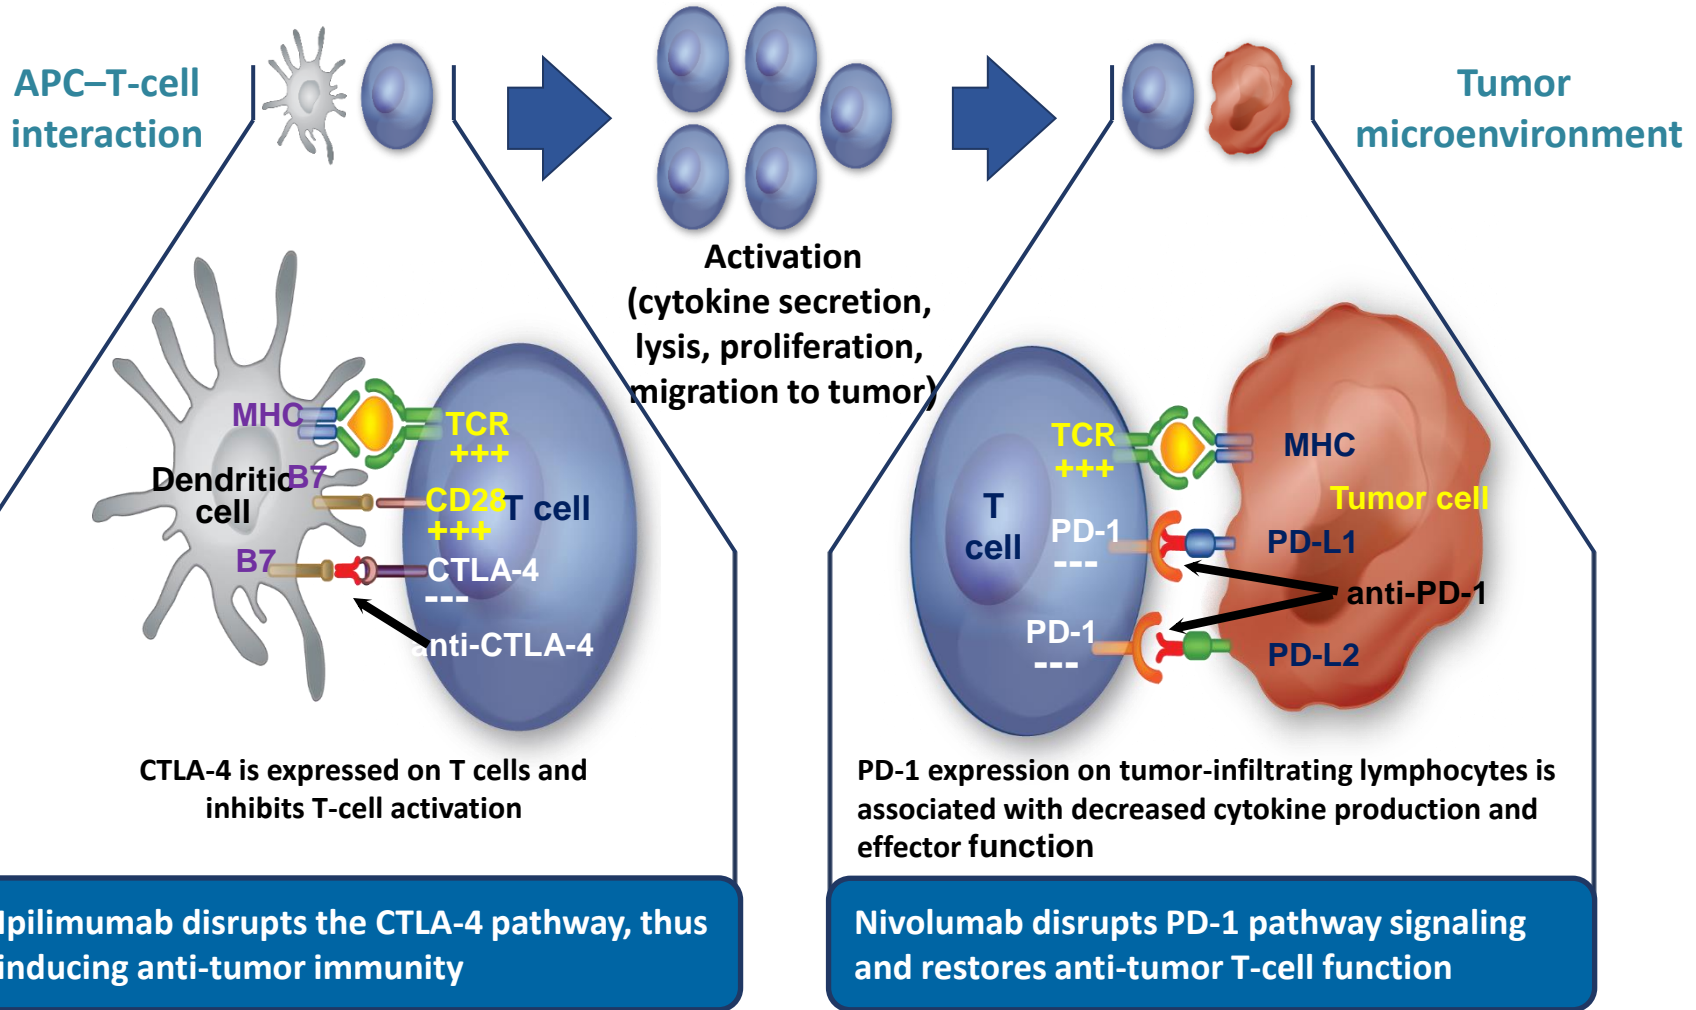 APC–T-cell
interaction
Tumor
microenvironment
Activation
(cytokine secretion,
lysis, proliferation,
migration to tumor)
MHC
TCR
+++
Dendritic
cell
B7
CD28
+++
T cell
B7
CTLA-4
---
anti-CTLA-4
TCR
+++
MHC
Tumor cell
T
cell
PD-1
---
PD-L1
anti-PD-1
PD-1
---
PD-L2
CTLA-4 is expressed on T cells and
inhibits T-cell activation
PD-1 expression on tumor-infiltrating lymphocytes is
associated with decreased cytokine production and
effector function
Ipilimumab disrupts the CTLA-4 pathway, thus
inducing anti-tumor immunity
Nivolumab disrupts PD-1 pathway signaling
and restores anti-tumor T-cell function